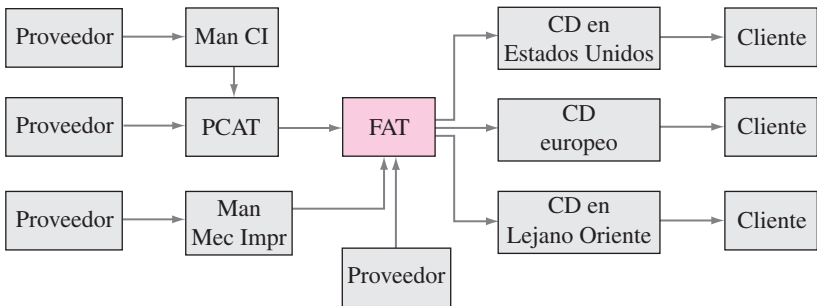 Proveedor
Man CI
CD en
Estados Unidos
Cliente
Proveedor
PCAT
FAT
CD
europeo
Cliente
Proveedor
Man
Mec Impr
CD en
Lejano Oriente
Cliente
Proveedor